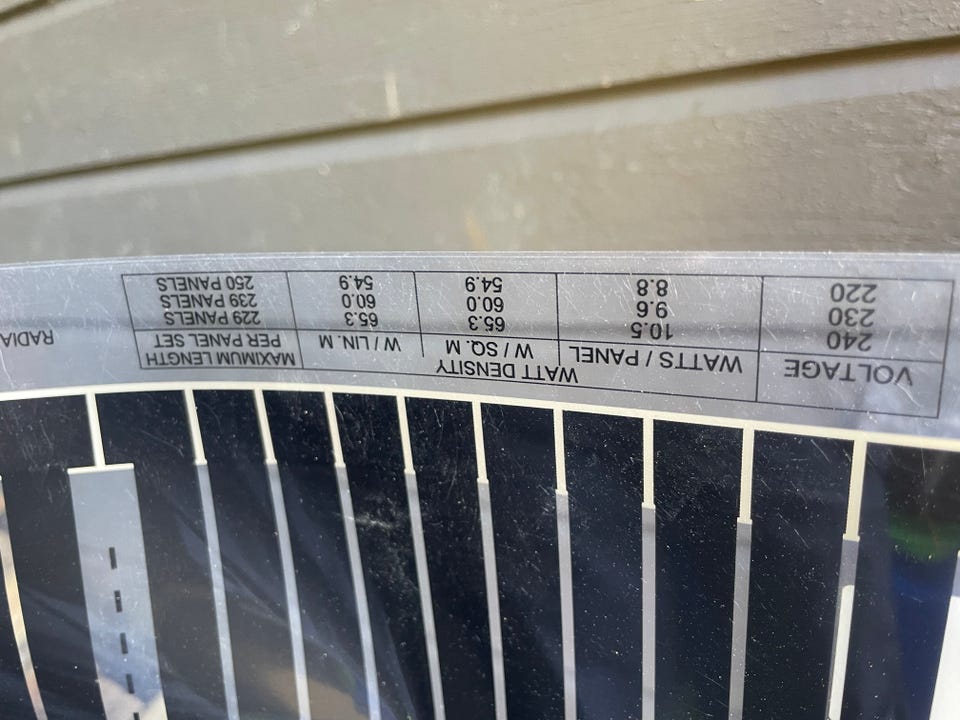 VOLTAGE WATT DENSITY MAXIMUM LENGTH PER PANEL SET
WATTS / PANEL W / SQ. M W / LIN. M
240 10.5 65.3 65.3 229 PANELS
230 9.6 60.0 60.0 239 PANELS
220 8.8 54.9 54.9 250 PANELS
RADIA